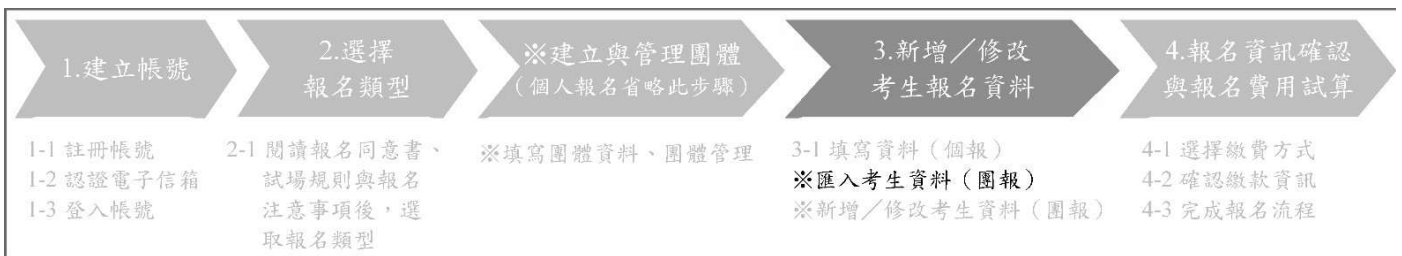 1.建立帳號
2.選擇
報名類型
※建立與管理團體
(個人報名省略此步驟)
3.新增／修改
考生報名資料
4.報名資訊確認
與報名費用試算
1-1 註冊帳號
1-2 認證電子信箱
1-3 登入帳號
2-1 閱讀報名同意書、
試場規則與報名
注意事項後，選
取報名類型
※填寫團體資料、團體管理
3-1 填寫資料（個報）
※匯入考生資料（團報）
※新增／修改考生資料（團報）
4-1 選擇繳費方式
4-2 確認繳款資訊
4-3 完成報名流程